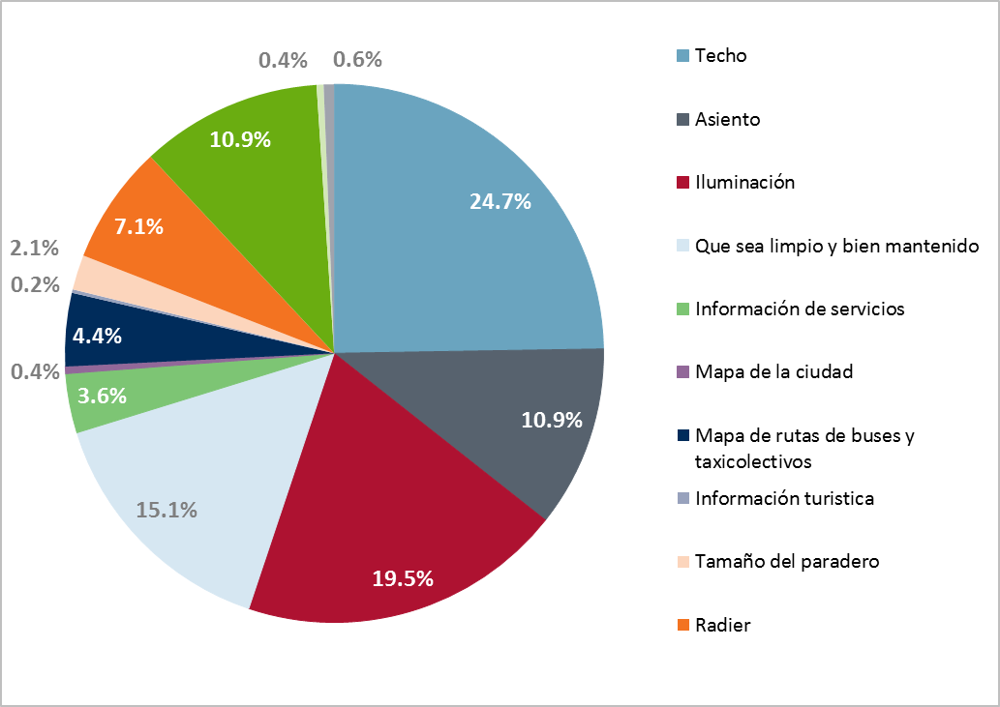 0.4%
0.6%
10.9%
24.7%
7.1%
2.1%
0.2%
4.4%
0.4%
3.6%
10.9%
15.1%
19.5%
Techo
Asiento
Iluminación
Que sea limpio y bien mantenido
Información de servicios
Mapa de la ciudad
Mapa de rutas de buses y
taxicolectivos
Información turistica
Tamaño del paradero
Radier